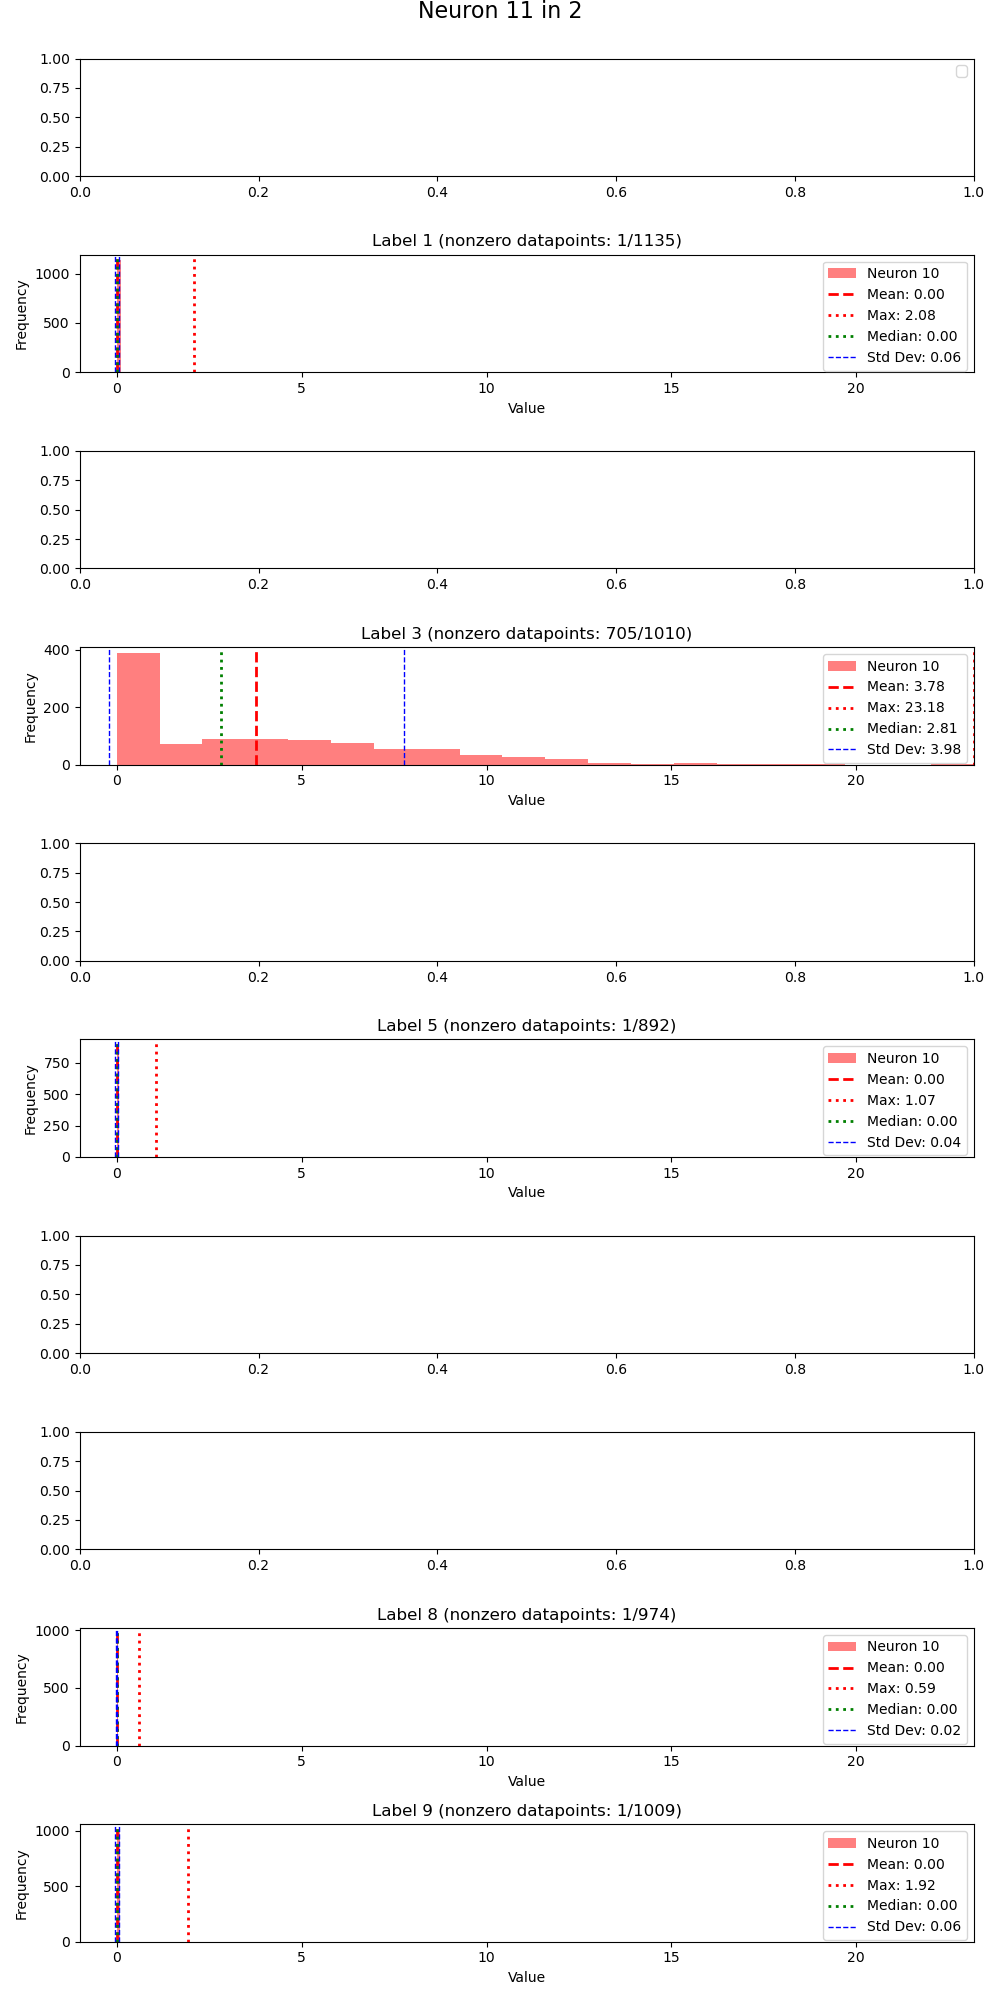 Neuron 11 in 2
1.00
0.75
0.50
0.25
0.00
0.0 0.2 0.4 0.6 0.8 1.0
Label 1 (nonzero datapoints: 1/1135)
Frequency
1000
500
0
Neuron 10
Mean: 0.00
Max: 2.08
Median: 0.00
Std Dev: 0.06
0 5 10 15 20
Value
1.00
0.75
0.50
0.25
0.00
0.0 0.2 0.4 0.6 0.8 1.0
Label 3 (nonzero datapoints: 705/1010)
Frequency
400
200
0
Neuron 10
Mean: 3.78
Max: 23.18
Median: 2.81
Std Dev: 3.98
0 5 10 15 20
Value
1.00
0.75
0.50
0.25
0.00
0.0 0.2 0.4 0.6 0.8 1.0
Label 5 (nonzero datapoints: 1/892)
Frequency
750
500
250
0
Neuron 10
Mean: 0.00
Max: 1.07
Median: 0.00
Std Dev: 0.04
0 5 10 15 20
Value
1.00
0.75
0.50
0.25
0.00
0.0 0.2 0.4 0.6 0.8 1.0
1.00
0.75
0.50
0.25
0.00
0.0 0.2 0.4 0.6 0.8 1.0
Label 8 (nonzero datapoints: 1/974)
Frequency
1000
500
0
Neuron 10
Mean: 0.00
Max: 0.59
Median: 0.00
Std Dev: 0.02
0 5 10 15 20
Value
Label 9 (nonzero datapoints: 1/1009)
Frequency
1000
500
0
Neuron 10
Mean: 0.00
Max: 1.92
Median: 0.00
Std Dev: 0.06
0 5 10 15 20
Value